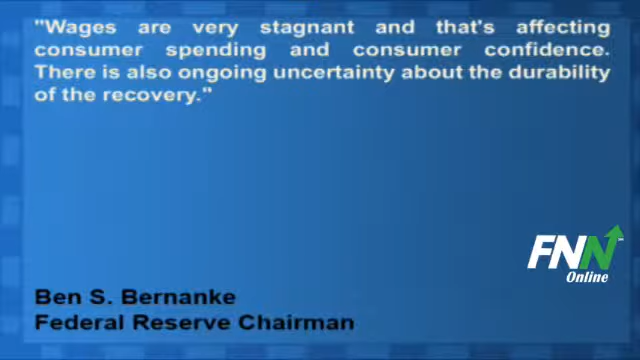 "Wages are very stagnant and that's affecting
consumer spending and consumer confidence.
There is also ongoing uncertainty about the durability
of the recovery."
FNN
Online
Ben S. Bernanke
Federal Reserve Chairman